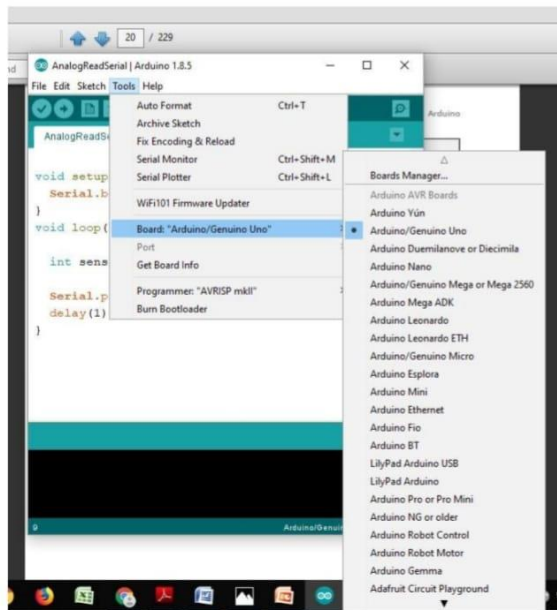 20 / 229
AnalogReadSerial | Arduino 1.8.5
File Edit Sketch Tools Help
Arduino
AnalogReadS
Auto Format Ctrl+T
Archive Sketch
Fix Encoding & Reload
Serial Monitor Ctrl+Shift+M
Serial Plotter Ctrl+Shift+L
WiFi101 Firmware Updater
Board: "Arduino/Genuino Uno"
Port
Get Board Info
Programmer: "AVRISP mkII"
Burn Bootloader
void setup
Serial.b
}
void loop(
int sens
Serial.p
delay(1)
}
Boards Manager...
Arduino AVR Boards
Arduino Yún
Arduino/Genuino Uno
Arduino Duemilanove or Diecimila
Arduino Nano
Arduino/Genuino Mega or Mega 2560
Arduino Mega ADK
Arduino Leonardo
Arduino Leonardo ETH
Arduino/Genuino Micro
Arduino Esplora
Arduino Mini
Arduino Ethernet
Arduino Fio
Arduino BT
LilyPad Arduino USB
LilyPad Arduino
Arduino Pro or Pro Mini
Arduino NG or older
Arduino Robot Control
Arduino Robot Motor
Arduino Gemma
Adafruit Circuit Playground
9 Arduino/Genui